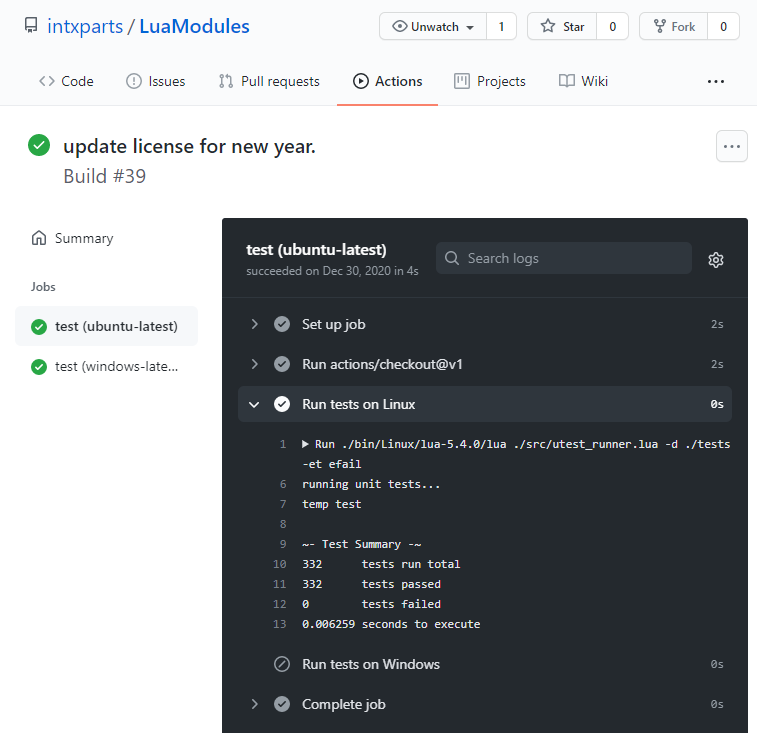 intxparts / LuaModules
Unwatch 1 Star 0 Fork 0
Code Issues Pull requests Actions Projects Wiki ...
update license for new year.
Build #39
...
Summary
Jobs
test (ubuntu-latest)
test (windows-late...
test (ubuntu-latest)
succeeded on Dec 30, 2020 in 4s
Search logs
Set up job 2s
Run actions/checkout@v1 2s
Run tests on Linux 0s
1 Run ./bin/Linux/lua-5.4.0/lua ./src/utest_runner.lua -d ./tests
-et efail
6 running unit tests...
7 temp test
8
9 ~- Test Summary -~
10 332 tests run total
11 332 tests passed
12 0 tests failed
13 0.006259 seconds to execute
Run tests on Windows 0s
Complete job 0s